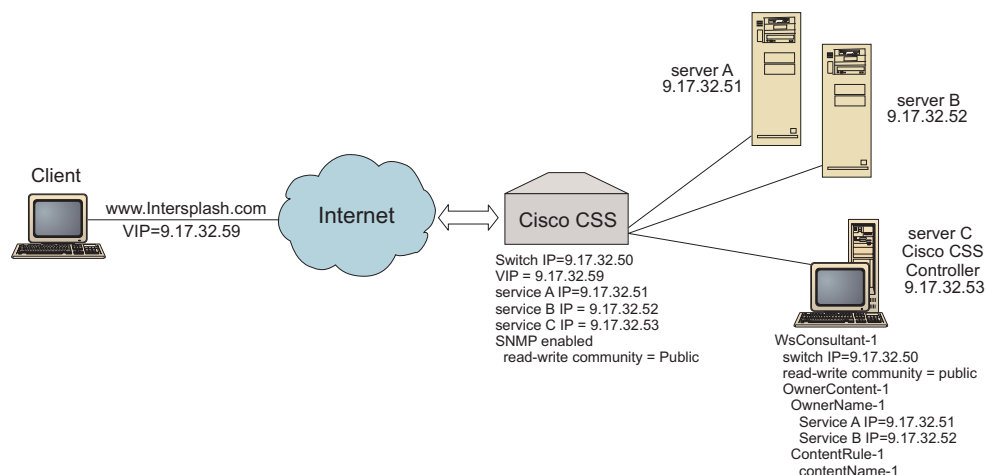 server A
9.17.32.51
server B
9.17.32.52
Client
www.Intersplash.com
VIP=9.17.32.59
Internet
Cisco CSS
Switch IP=9.17.32.50
VIP = 9.17.32.59
service A IP=9.17.32.51
service B IP = 9.17.32.52
service C IP = 9.17.32.53
SNMP enabled
read-write community = Public
server C
Cisco CSS
Controller
9.17.32.53
WsConsultant-1
switch IP=9.17.32.50
read-write community = public
OwnerContent-1
OwnerName-1
Service A IP=9.17.32.51
Service B IP=9.17.32.52
ContentRule-1
contentName-1